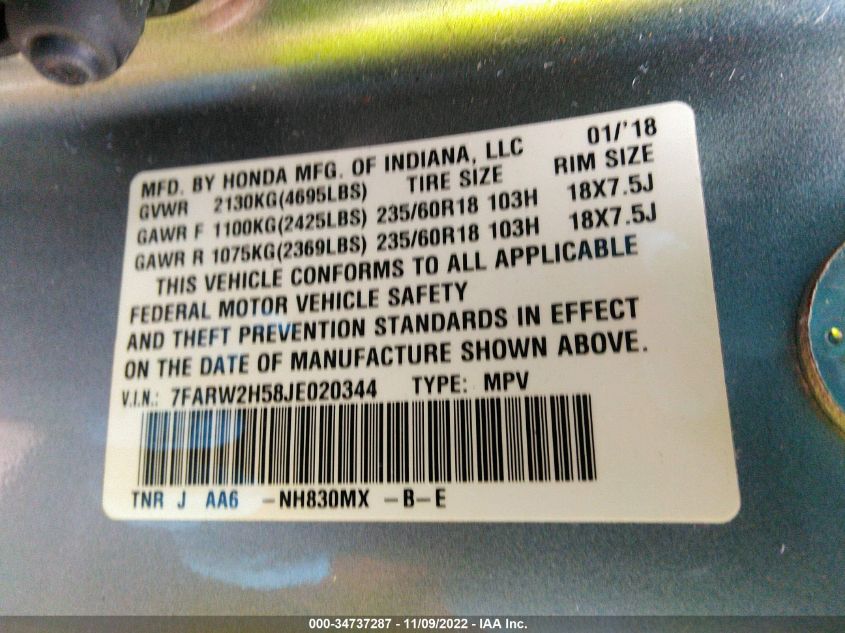 MFD. BY HONDA MFG. OF INDIANA, LLC 01/'18
GVWR 2130KG(4695LBS) TIRE SIZE RIM SIZE
GAWR F 1100KG(2425LBS) 235/60R18 103H 18X7.5J
GAWR R 1075KG(2369LBS) 235/60R18 103H 18X7.5J
THIS VEHICLE CONFORMS TO ALL APPLICABLE
FEDERAL MOTOR VEHICLE SAFETY
AND THEFT PREVENTION STANDARDS IN EFFECT
ON THE DATE OF MANUFACTURE SHOWN ABOVE.
V.I.N.: 7FARW2H58JE020344 TYPE: MPV
TNR J AA6 -NH830MX -B-E
000-34737287 - 11/09/2022 - IAA Inc.